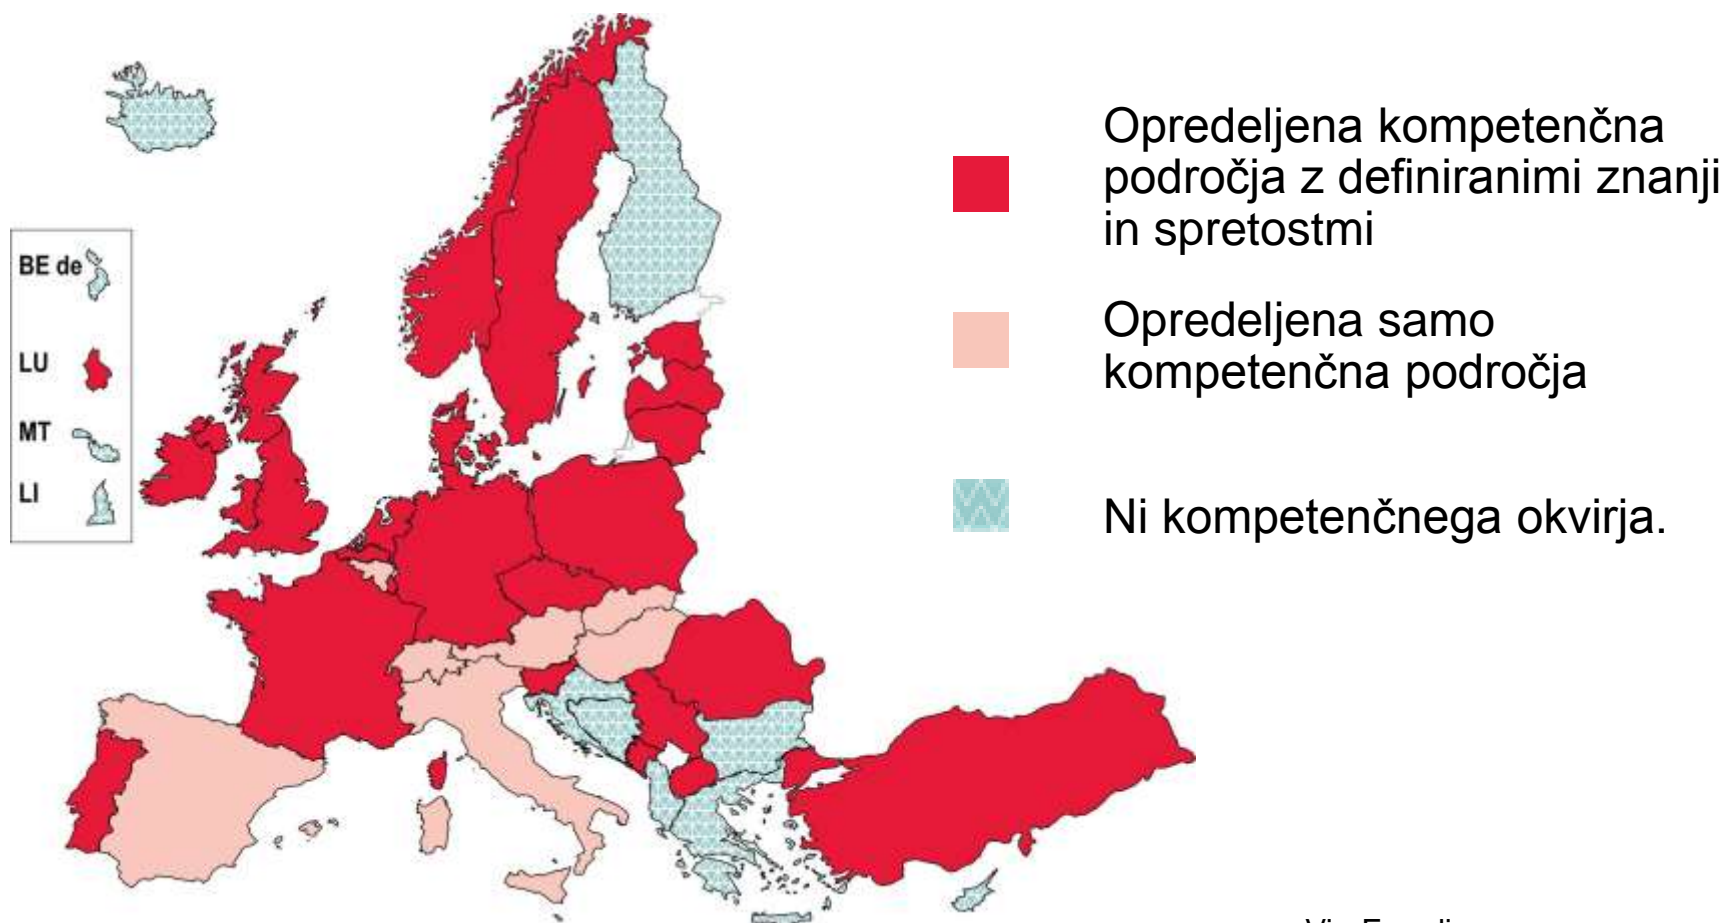 BE de
LU
MT
LI
Opredeljena kompetenčna
področja z definiranimi znanji
in spretostmi
Opredeljena samo
kompetenčna področja
Ni kompetenčnega okvirja.